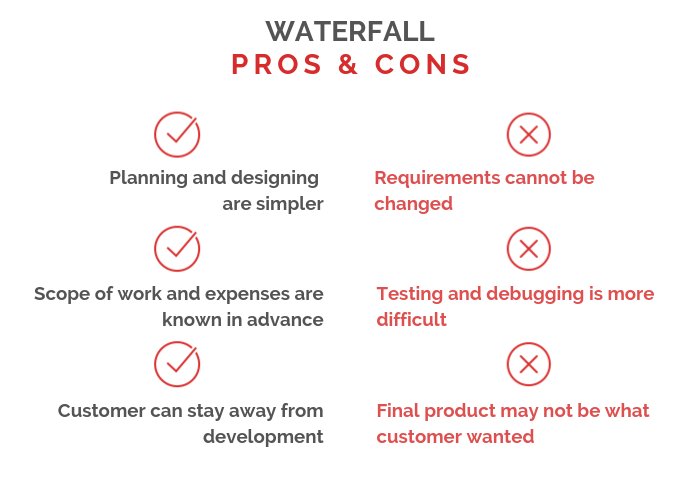 WATERFALL
PROS & CONS
Planning and designing
are simpler
Requirements cannot be
changed
Scope of work and expenses are
known in advance
Testing and debugging is more
difficult
Customer can stay away from
development
Final product may not be what
customer wanted